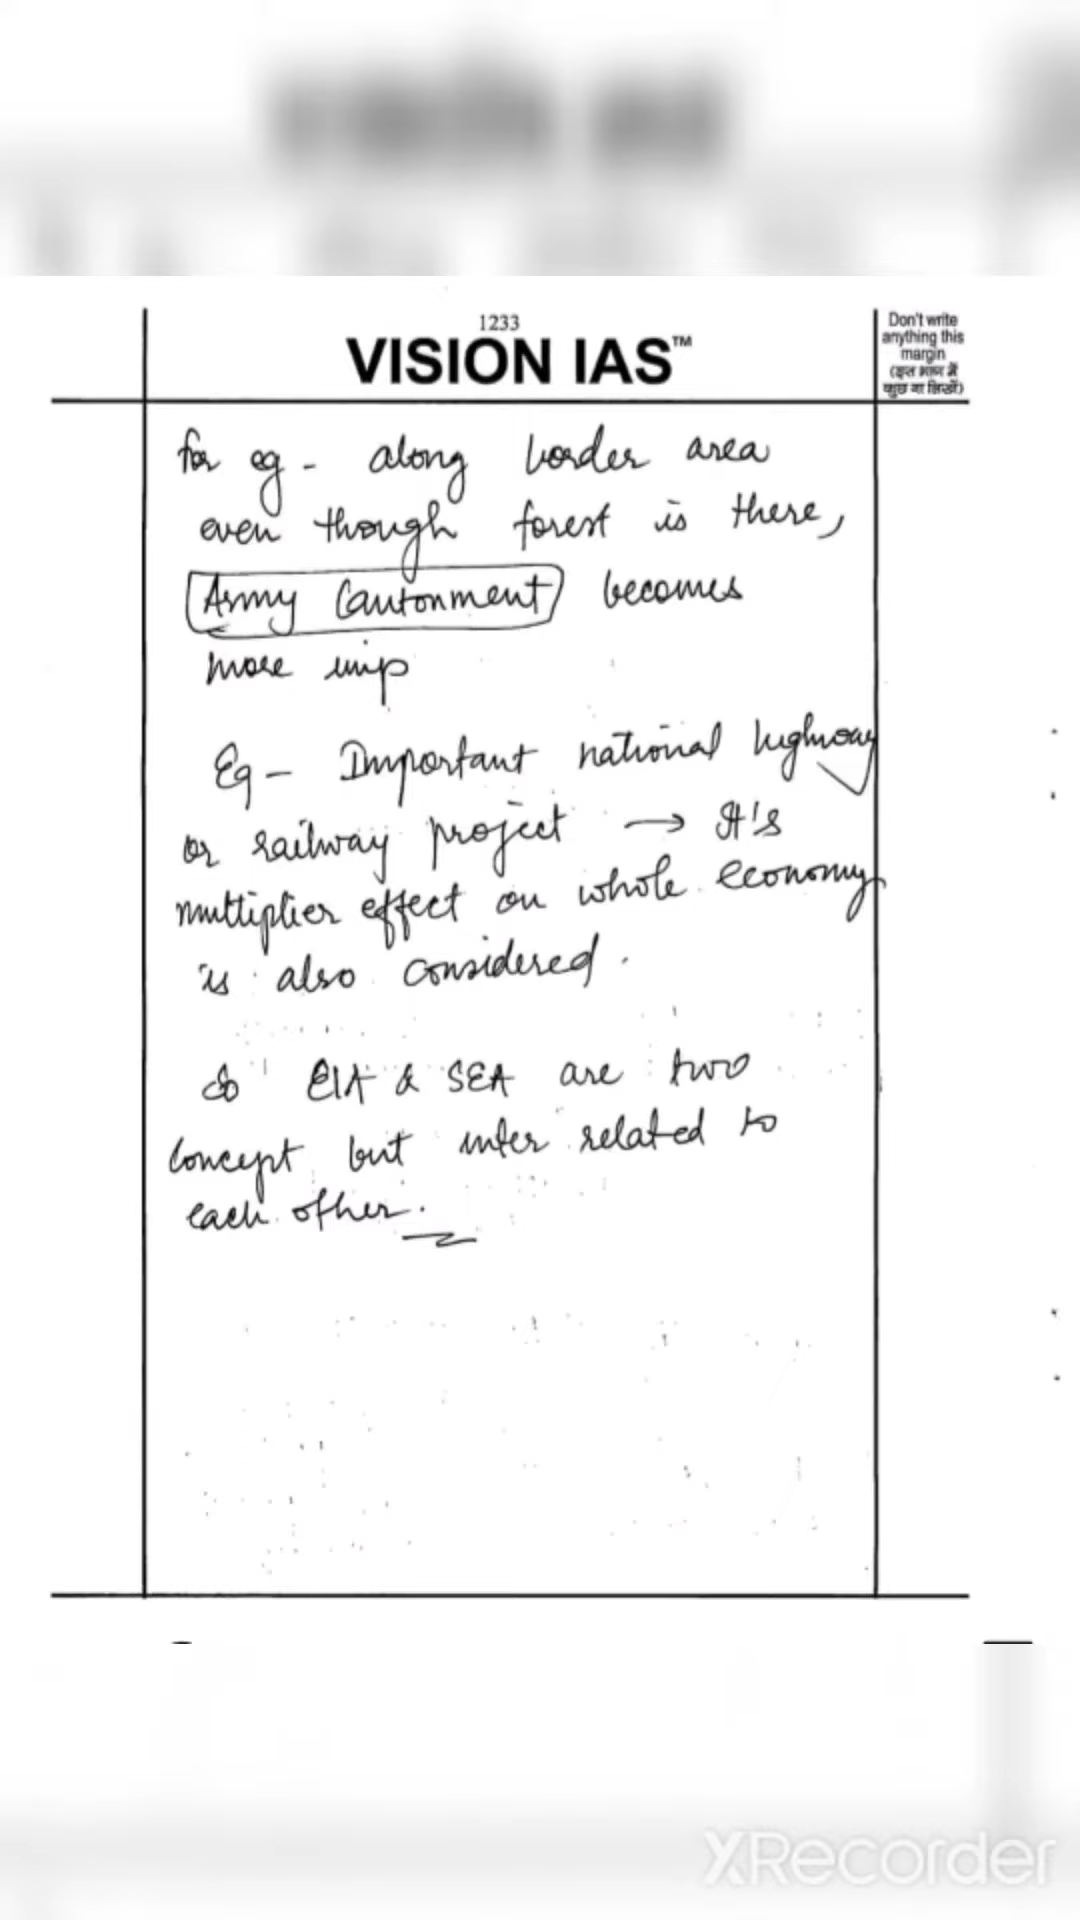 1233
VISION IAS™
Don't write
anything this
margin
(इस भाग में
कुछ ना लिखें)
for eg - along border area
even though forest is there,
Army Cantonment becomes
more imp
Eg - Important national highway
or railway project → It's
multiplier effect on whole economy
is also considered.
So EIA & SEA are two
concept but inter related to
each other.
XRecorder